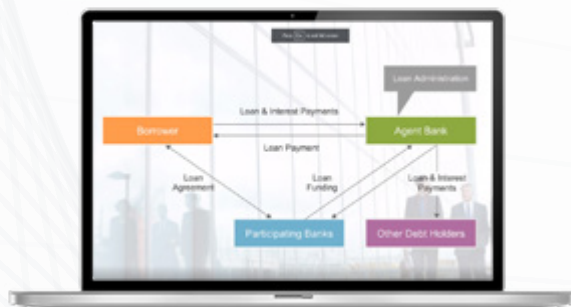 Loan Administration
Loan & Interest Payments
Borrower
Agent Bank
Loan Payment
Loan
Agreement
Loan
Funding
Loan & Interest
Payments
Participating Banks
Other Debt Holders